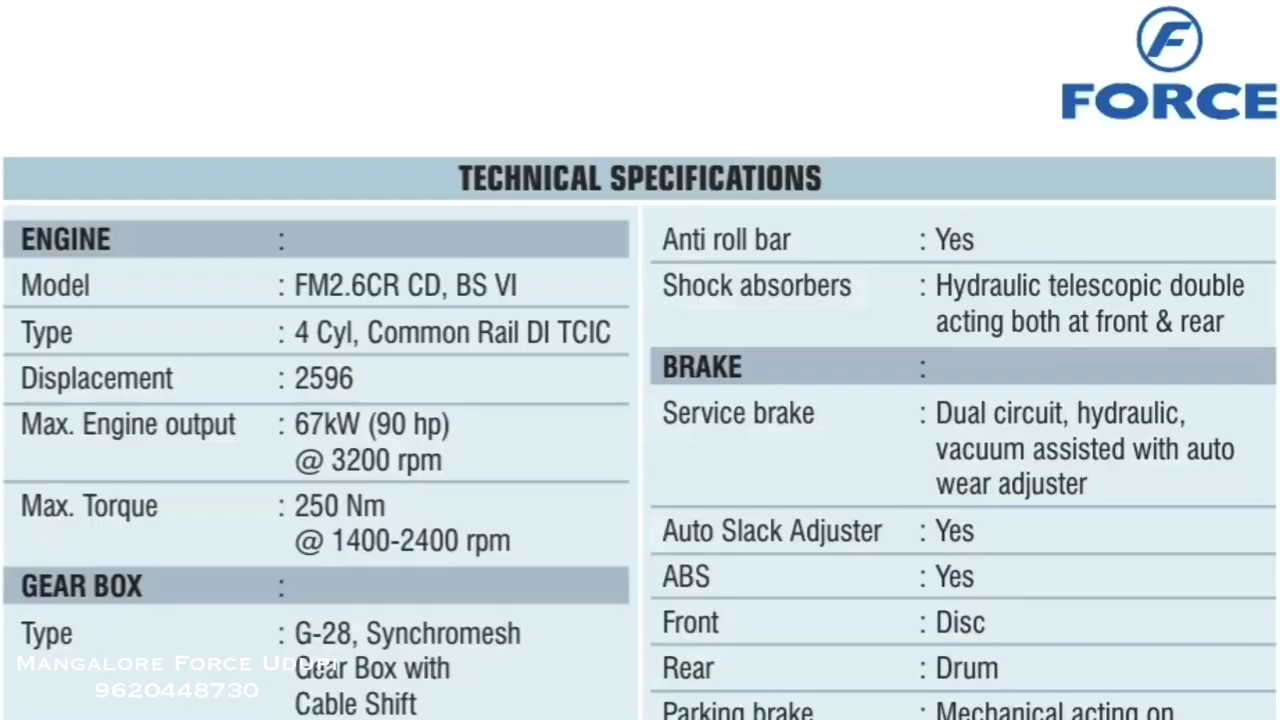 F
FORCE
TECHNICAL SPECIFICATIONS
ENGINE :
Model : FM2.6CR CD, BS VI
Type : 4 Cyl, Common Rail DI TCIC
Displacement : 2596
Max. Engine output : 67kW (90 hp)
@ 3200 rpm
Max. Torque : 250 Nm
@ 1400-2400 rpm
GEAR BOX :
Type : G-28, Synchromesh
Gear Box with
Cable Shift
Anti roll bar : Yes
Shock absorbers : Hydraulic telescopic double
acting both at front & rear
BRAKE :
Service brake : Dual circuit, hydraulic,
vacuum assisted with auto
wear adjuster
Auto Slack Adjuster : Yes
ABS : Yes
Front : Disc
Rear : Drum
Parking brake : Mechanical acting on
Mangalore Force Udupi
9620448730